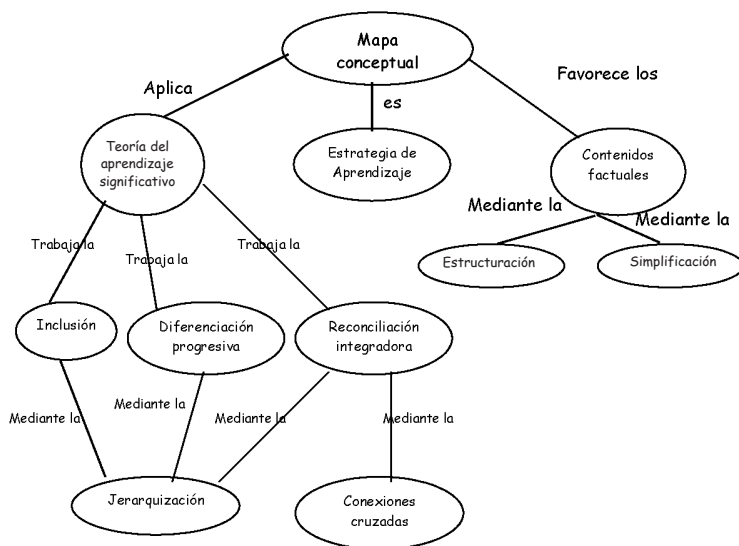 Mapa
conceptual
Aplica
es
Favorece los
Teoría del
aprendizaje
significativo
Estrategia de
Aprendizaje
Contenidos
factuales
Mediante la
Mediante la
Trabaja la
Trabaja la
Trabaja la
Estructuración
Simplificación
Inclusión
Diferenciación
progresiva
Reconciliación
integradora
Mediante la
Mediante la
Mediante la
Mediante la
Jerarquización
Conexiones
cruzadas